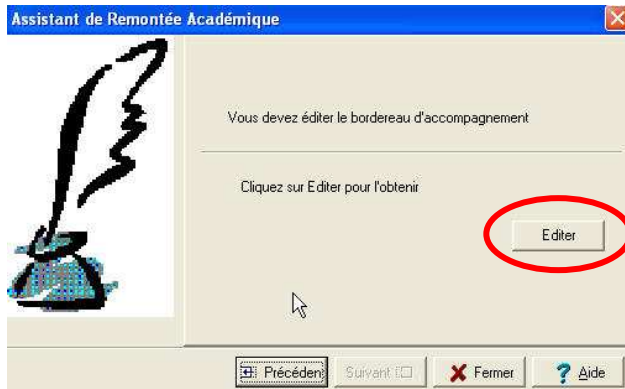 Assistant de Remontée Académique
Vous devez éditer le bordereau d'accompagnement
Cliquez sur Editer pour l'obtenir
Editer
Précéden
Suivant
Fermer
Aide